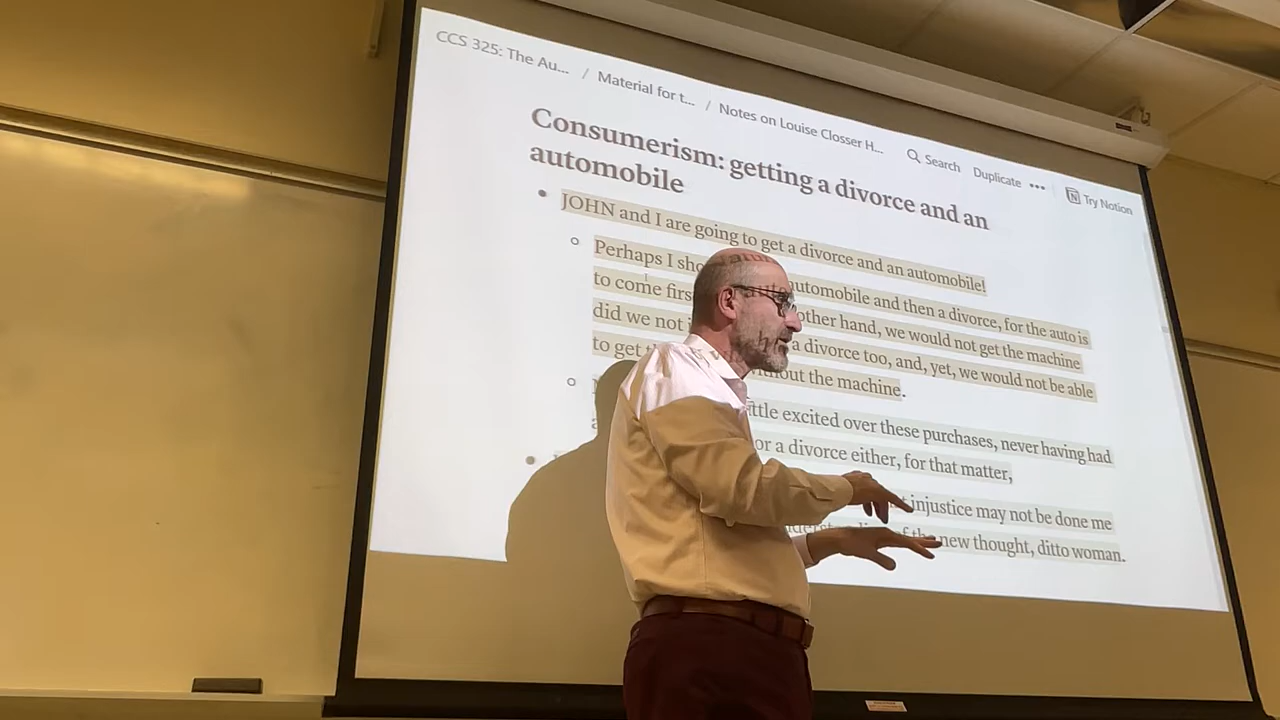 CCS 325: The Au... / Material for t... / Notes on Louise Closser H...
Search Duplicate ••• Try Notion
Consumerism: getting a divorce and an
automobile
JOHN and I are going to get a divorce and an automobile!
Perhaps I sho automobile and then a divorce, for the auto is
to come firs other hand, we would not get the machine
did we not a divorce too, and, yet, we would not be able
to get without the machine.
little excited over these purchases, never having had
or a divorce either, for that matter,
injustice may not be done me
of the new thought, ditto woman.